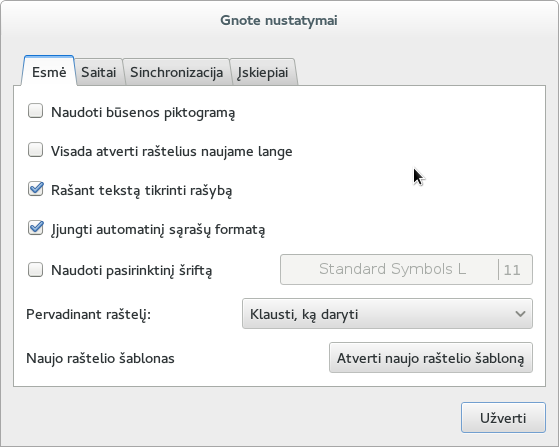 Gnote nustatymai
Esmė Saitai Sinchronizacija Įskiepiai
Naudoti būsenos piktogramą
Visada atverti raštelius naujame lange
Rašant tekstą tikrinti rašybą
Įjungti automatinį sąrašų formatą
Naudoti pasirinktinį šriftą Standard Symbols L 11
Pervadinant raštelį: Klausti, ką daryti
Naujo raštelio šablonas Atverti naujo raštelio šabloną
Užverti